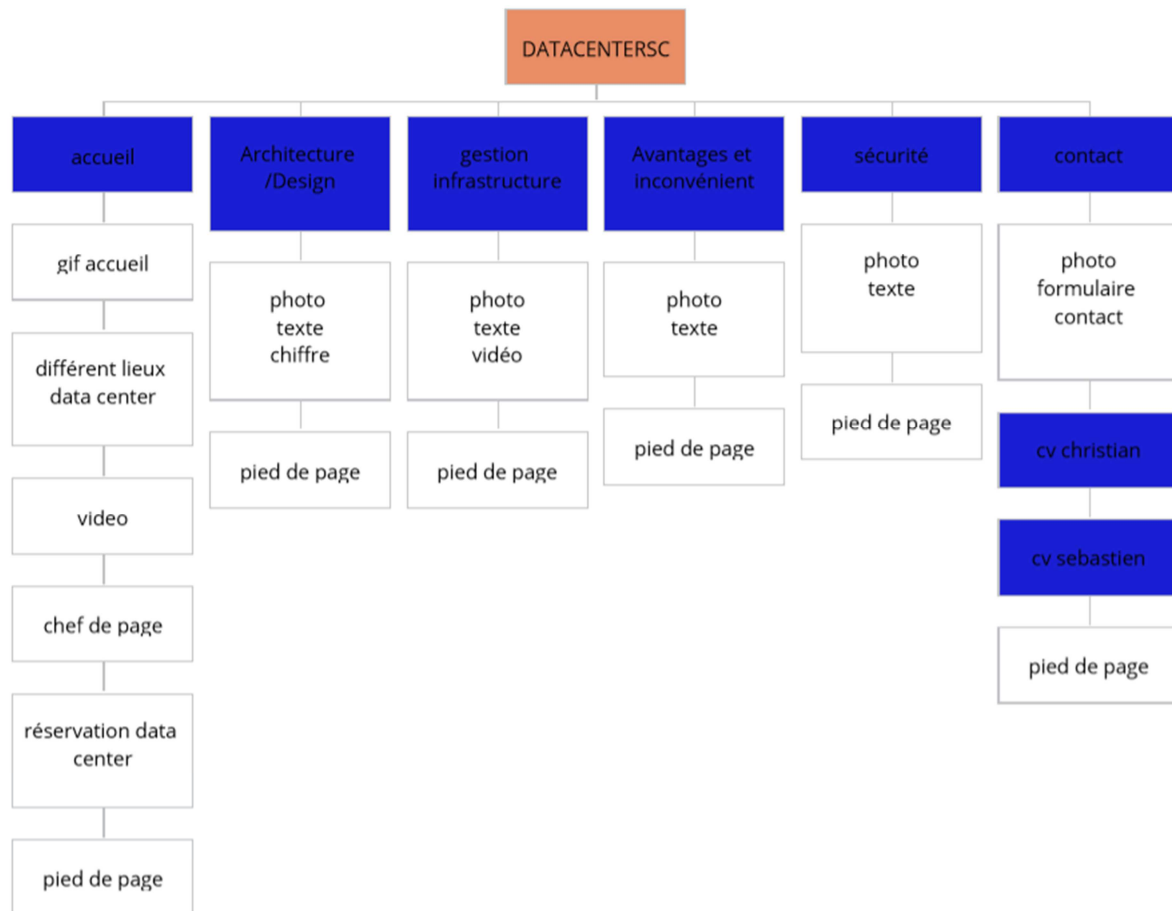 DATACENTERSC
accueil
gif accueil
différent lieux
data center
video
chef de page
réservation data
center
pied de page
Architecture
/Design
photo
texte
chiffre
pied de page
gestion
infrastructure
photo
texte
vidéo
pied de page
Avantages et
inconvénient
photo
texte
pied de page
sécurité
photo
texte
pied de page
contact
photo
formulaire
contact
cv christian
cv sebastien
pied de page